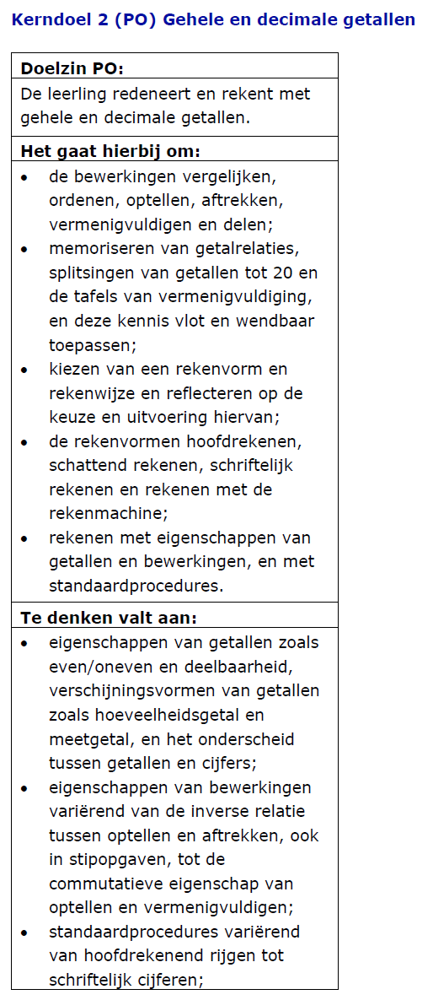 Kerndoel 2 (PO) Gehele en decimale getallen
Doelzin PO:
De leerling redeneert en rekent met
gehele en decimale getallen.
Het gaat hierbij om:
• de bewerkingen vergelijken,
ordenen, optellen, aftrekken,
vermenigvuldigen en delen;
• memoriseren van getalrelaties,
splitsingen van getallen tot 20 en
de tafels van vermenigvuldiging,
en deze kennis vlot en wendbaar
toepassen;
• kiezen van een rekenvorm en
rekenwijze en reflecteren op de
keuze en uitvoering hiervan;
• de rekenvormen hoofdrekenen,
schattend rekenen, schriftelijk
rekenen en rekenen met de
rekenmachine;
• rekenen met eigenschappen van
getallen en bewerkingen, en met
standaardprocedures.
Te denken valt aan:
• eigenschappen van getallen zoals
even/oneven en deelbaarheid,
verschijningsvormen van getallen
zoals hoeveelheidsgetal en
meetgetal, en het onderscheid
tussen getallen en cijfers;
• eigenschappen van bewerkingen
variërend van de inverse relatie
tussen optellen en aftrekken, ook
in stipopgaven, tot de
commutatieve eigenschap van
optellen en vermenigvuldigen;
• standaardprocedures variërend
van hoofdrekenend rijgen tot
schriftelijk cijferen;